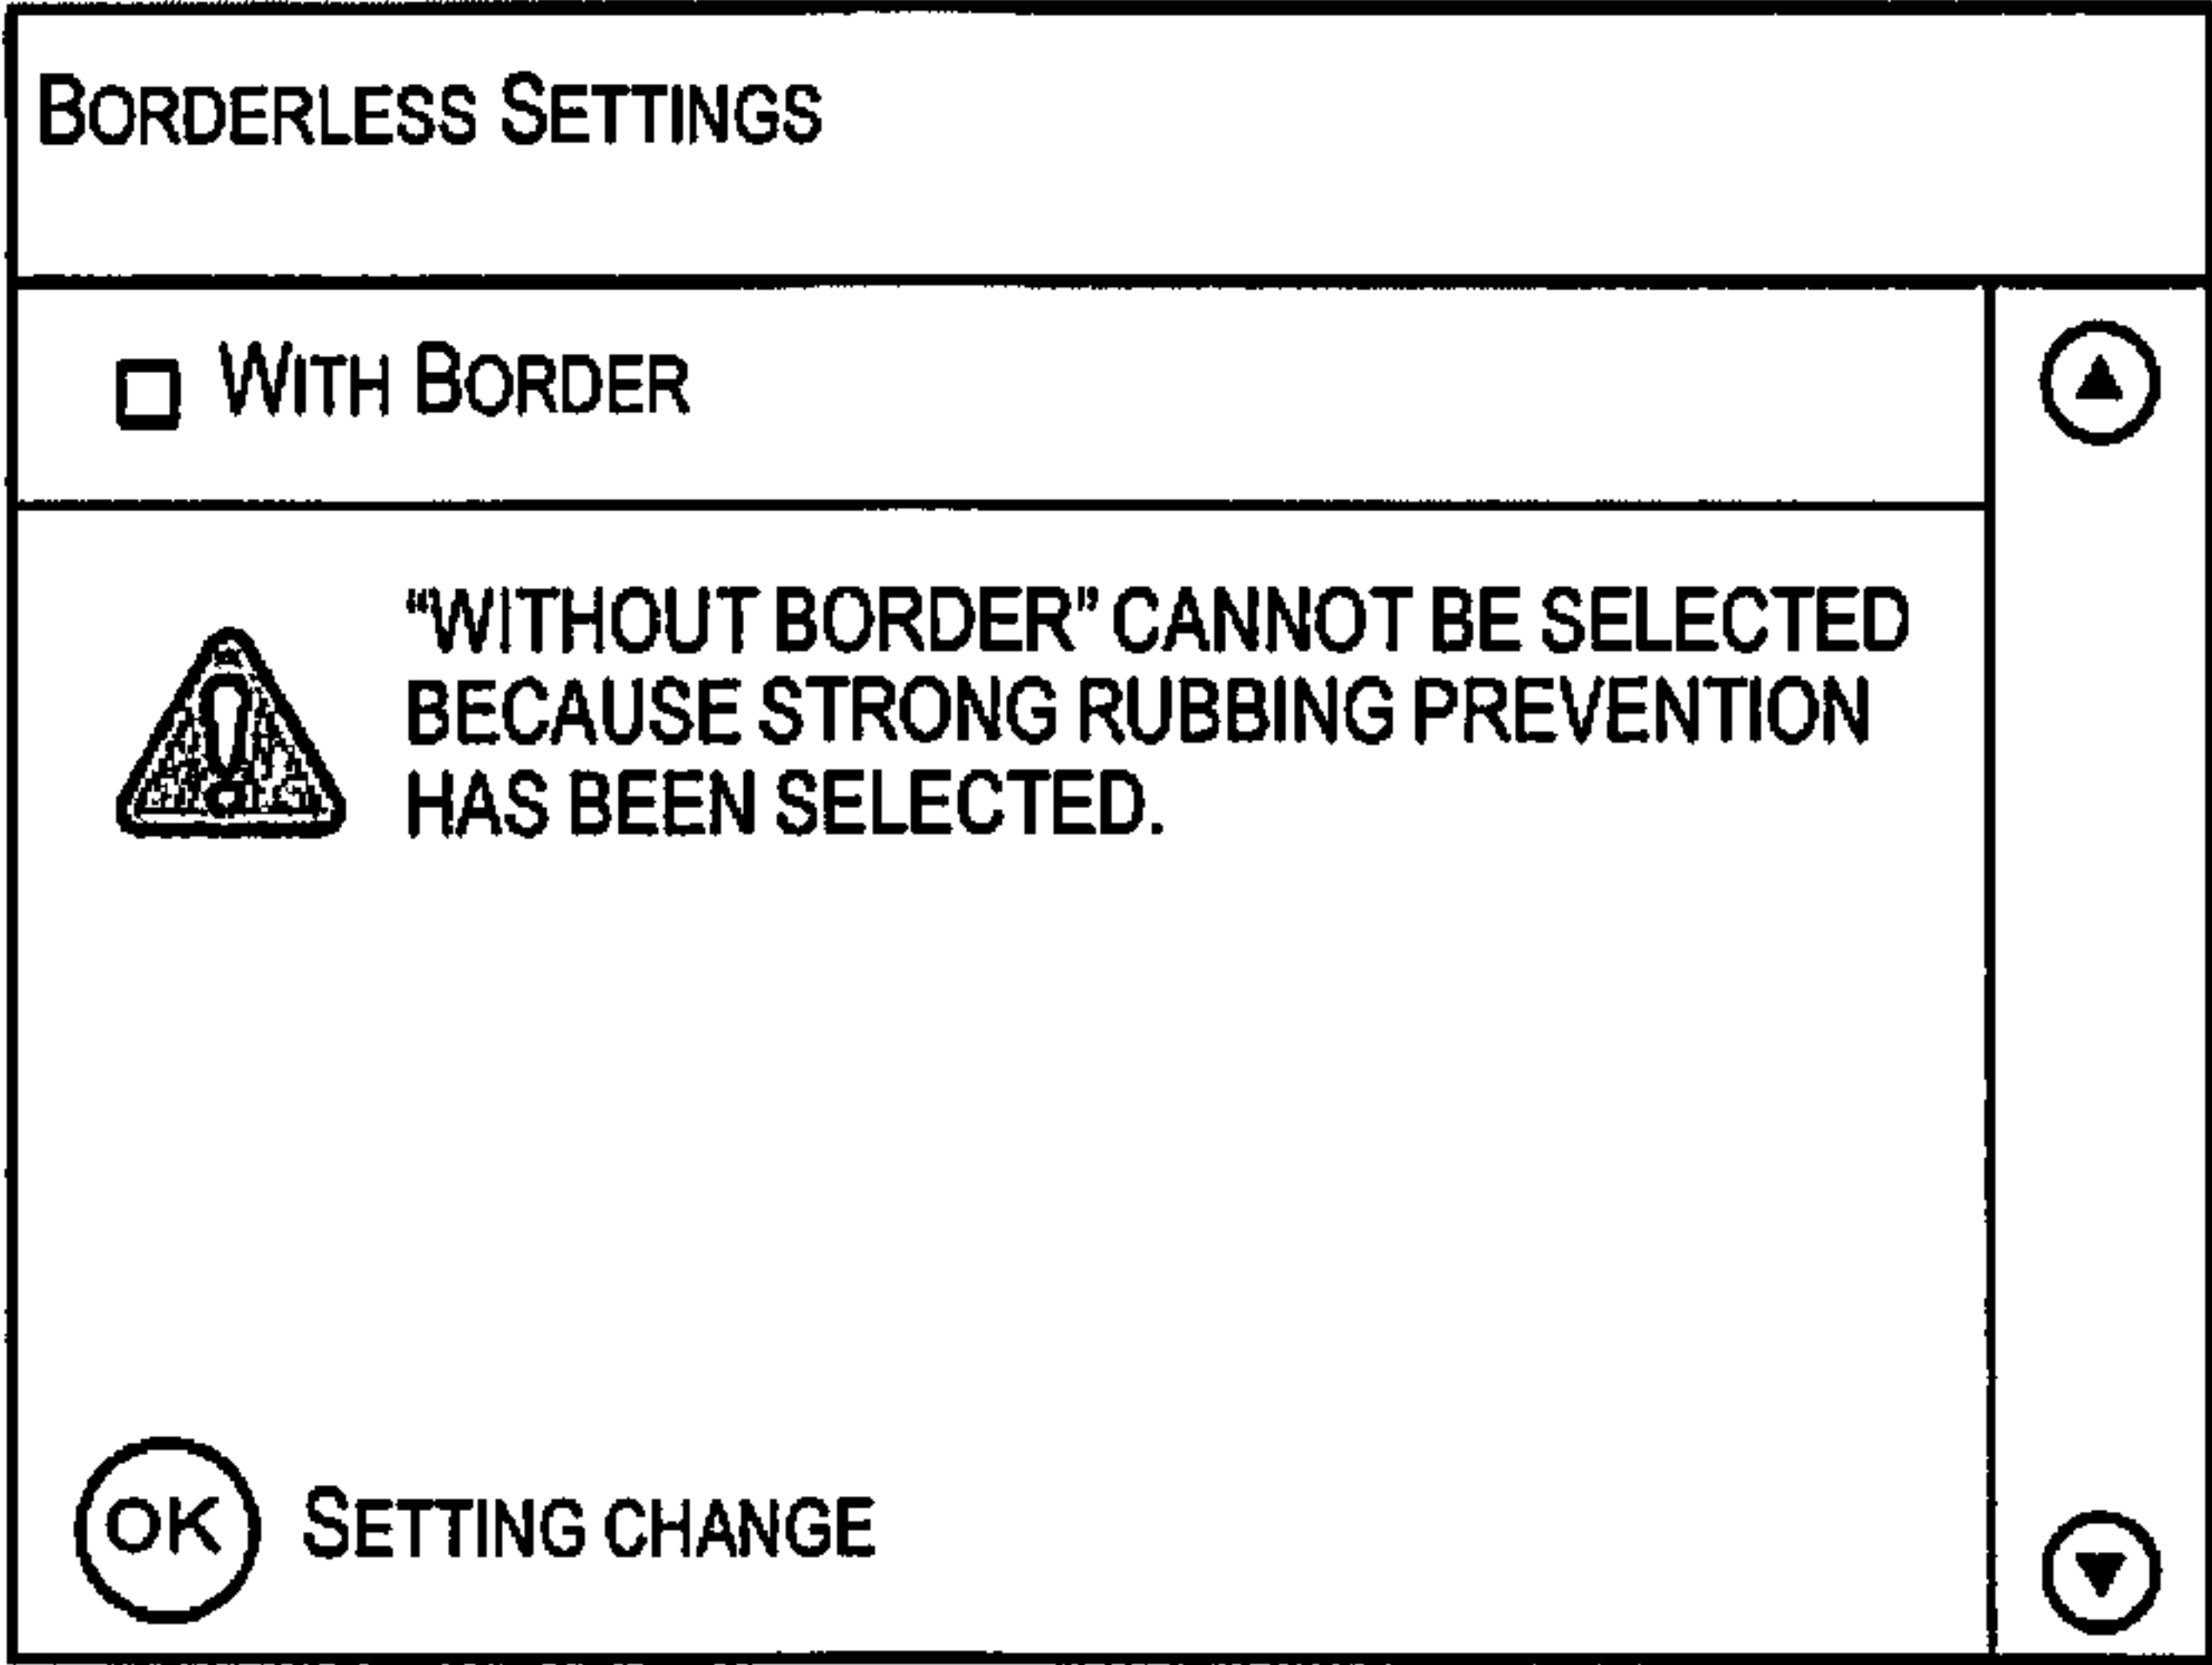 BORDERLESS SETTINGS
WITH BORDER
“WITHOUT BORDER” CANNOT BE SELECTED
BECAUSE STRONG RUBBING PREVENTION
HAS BEEN SELECTED.
OK SETTING CHANGE